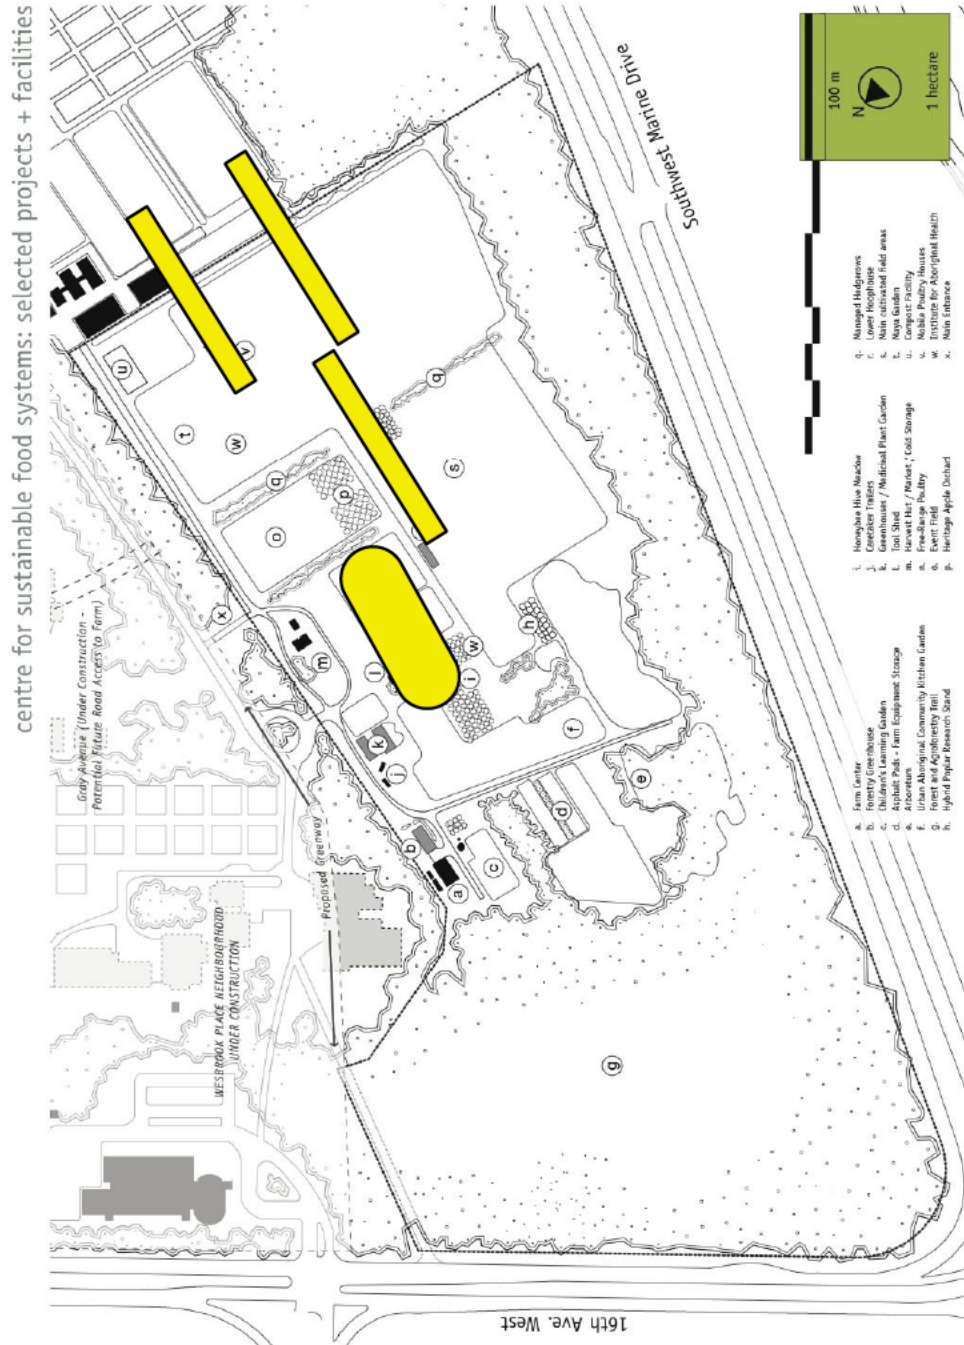 centre for sustainable food systems: selected projects + facilities
Gray Avenue (Under Construction -
Potential Future Road Access to Farm)
Southwest Marine Drive
Proposed Greenway
WESBROOK PLACE NEIGHBOURHOOD
UNDER CONSTRUCTION
16th Ave. West
100 m
N
1 hectare
u
t
w
v
q
q
o
p
s
x
m
l
w
i
h
k
j
f
e
b
d
a
c
g
a. Farm Center
b. Forestry Greenhouse
c. Children's Learning Garden
d. Asphalt Pads - Farm Equipment Storage
e. Arboretum
f. Urban Aboriginal Community Kitchen Garden
g. Forest and Agroforestry Trail
h. Hybrid Poplar Research Stand
i. Honeybee Hive Meadow
j. Caretaker Trailers
k. Greenhouses / Medicinal Plant Garden
l. Tool Shed
m. Harvest Hut / Market / Cold Storage
n. Free-Range Poultry
o. Event Field
p. Heritage Apple Orchard
q. Managed Hedgerows
r. Lower Hoophouse
s. Main cultivated field areas
t. Maya Garden
u. Compost Facility
v. Mobile Poultry Houses
w. Institute for Aboriginal Health
x. Main Entrance